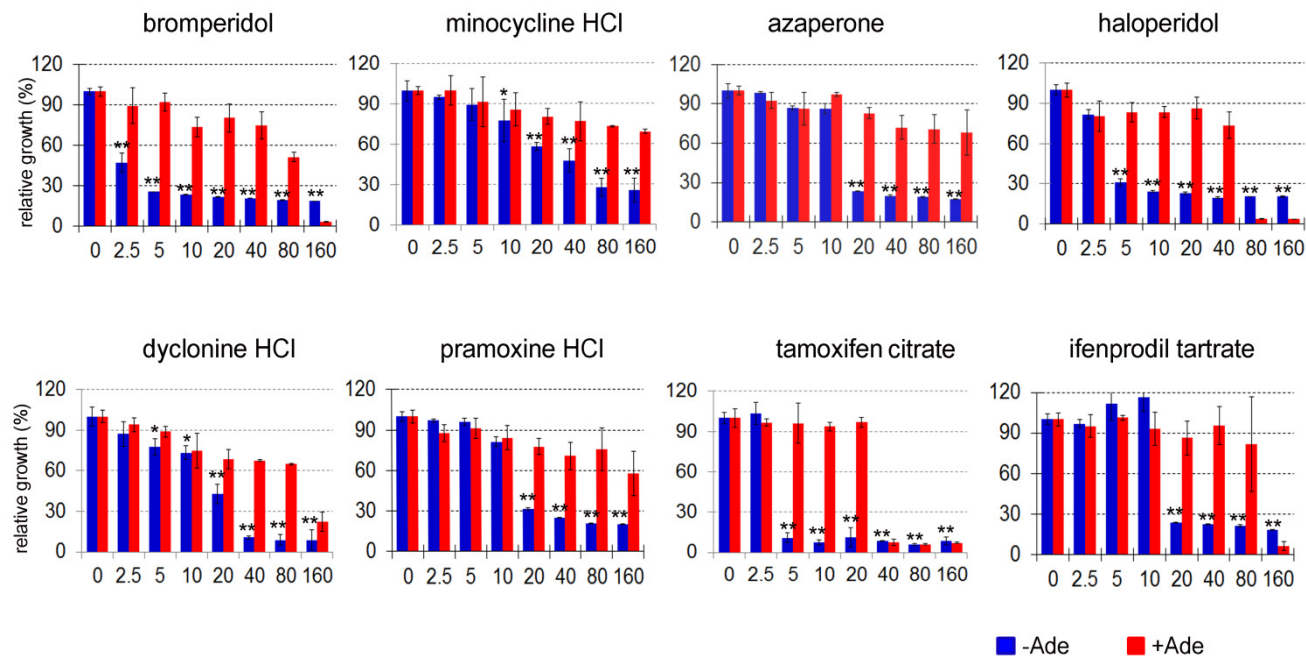 bromperidol
minocycline HCl
azaperone
haloperidol
relative growth (%)
120
90
60
30
0
** ** ** ** ** ** **
0 2.5 5 10 20 40 80 160
120
90
60
30
0
* ** ** ** **
0 2.5 5 10 20 40 80 160
120
90
60
30
0
** ** ** **
0 2.5 5 10 20 40 80 160
120
90
60
30
0
** ** ** ** ** **
0 2.5 5 10 20 40 80 160
dyclonine HCl
pramoxine HCl
tamoxifen citrate
ifenprodil tartrate
relative growth (%)
120
90
60
30
0
* * ** ** ** **
0 2.5 5 10 20 40 80 160
120
90
60
30
0
** ** ** **
0 2.5 5 10 20 40 80 160
120
90
60
30
0
** ** ** ** ** **
0 2.5 5 10 20 40 80 160
120
90
60
30
0
** ** ** **
0 2.5 5 10 20 40 80 160
-Ade
+Ade